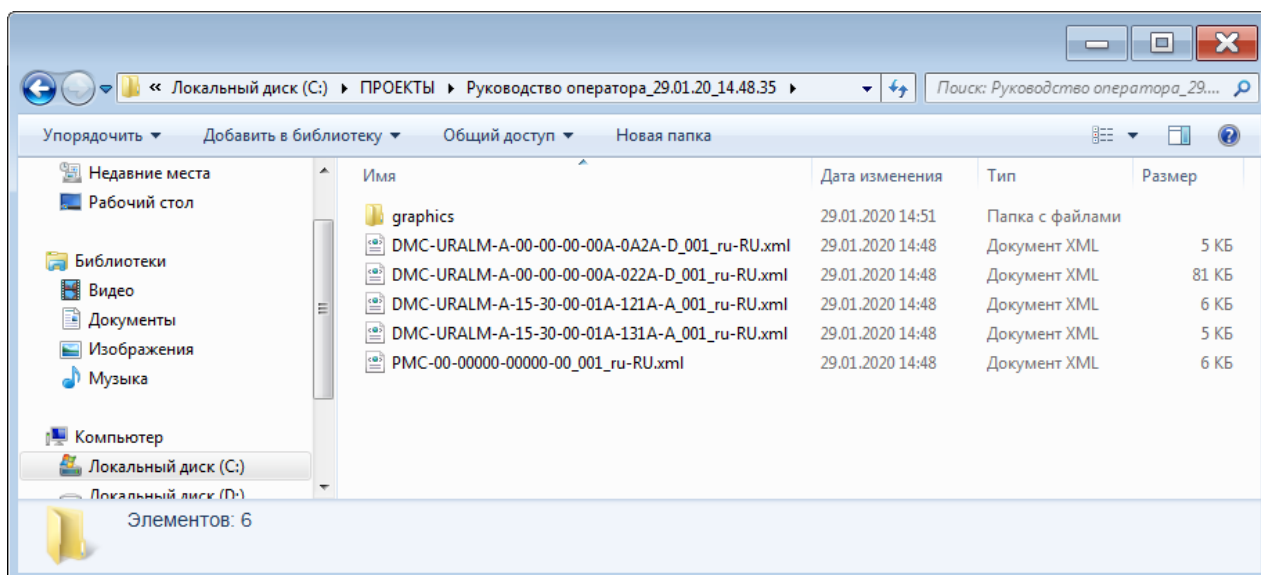 « Локальный диск (C:) ▸ ПРОЕКТЫ ▸ Руководство оператора_29.01.20_14.48.35 ▸
Поиск: Руководство оператора_29....
Упорядочить ▼ Добавить в библиотеку ▼ Общий доступ ▼ Новая папка
Недавние места
Рабочий стол
Библиотеки
Видео
Документы
Изображения
Музыка
Компьютер
Локальный диск (C:)
Локальный диск (D:)
Имя Дата изменения Тип Размер
graphics 29.01.2020 14:51 Папка с файлами
DMC-URALM-A-00-00-00-00A-0A2A-D_001_ru-RU.xml 29.01.2020 14:48 Документ XML 5 КБ
DMC-URALM-A-00-00-00-00A-022A-D_001_ru-RU.xml 29.01.2020 14:48 Документ XML 81 КБ
DMC-URALM-A-15-30-00-01A-121A-A_001_ru-RU.xml 29.01.2020 14:48 Документ XML 6 КБ
DMC-URALM-A-15-30-00-01A-131A-A_001_ru-RU.xml 29.01.2020 14:48 Документ XML 5 КБ
PMC-00-00000-00000-00_001_ru-RU.xml 29.01.2020 14:48 Документ XML 6 КБ
Элементов: 6